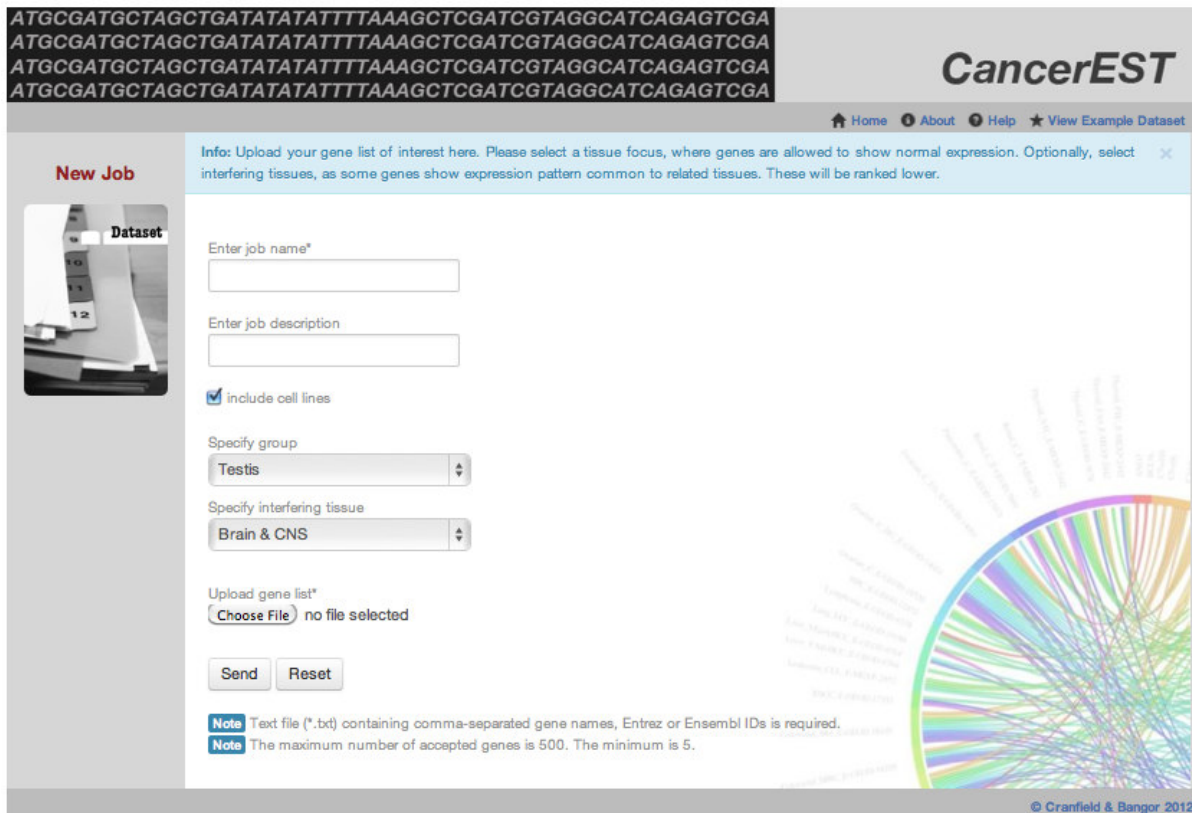 ATGCGATGCTAGCTGATATATATTTTAAAGCTCGATCGTAGGCATCAGAGTCGA
ATGCGATGCTAGCTGATATATATTTTAAAGCTCGATCGTAGGCATCAGAGTCGA
ATGCGATGCTAGCTGATATATATTTTAAAGCTCGATCGTAGGCATCAGAGTCGA
ATGCGATGCTAGCTGATATATATTTTAAAGCTCGATCGTAGGCATCAGAGTCGA
CancerEST
Home About Help View Example Dataset
New Job
Dataset
9
10
11
12
Info: Upload your gene list of interest here. Please select a tissue focus, where genes are allowed to show normal expression. Optionally, select
interfering tissues, as some genes show expression pattern common to related tissues. These will be ranked lower.
×
Enter job name*
Enter job description
include cell lines
Specify group
Testis
Specify interfering tissue
Brain & CNS
Upload gene list*
Choose File no file selected
Send Reset
Note Text file (*.txt) containing comma-separated gene names, Entrez or Ensembl IDs is required.
Note The maximum number of accepted genes is 500. The minimum is 5.
© Cranfield & Bangor 2012